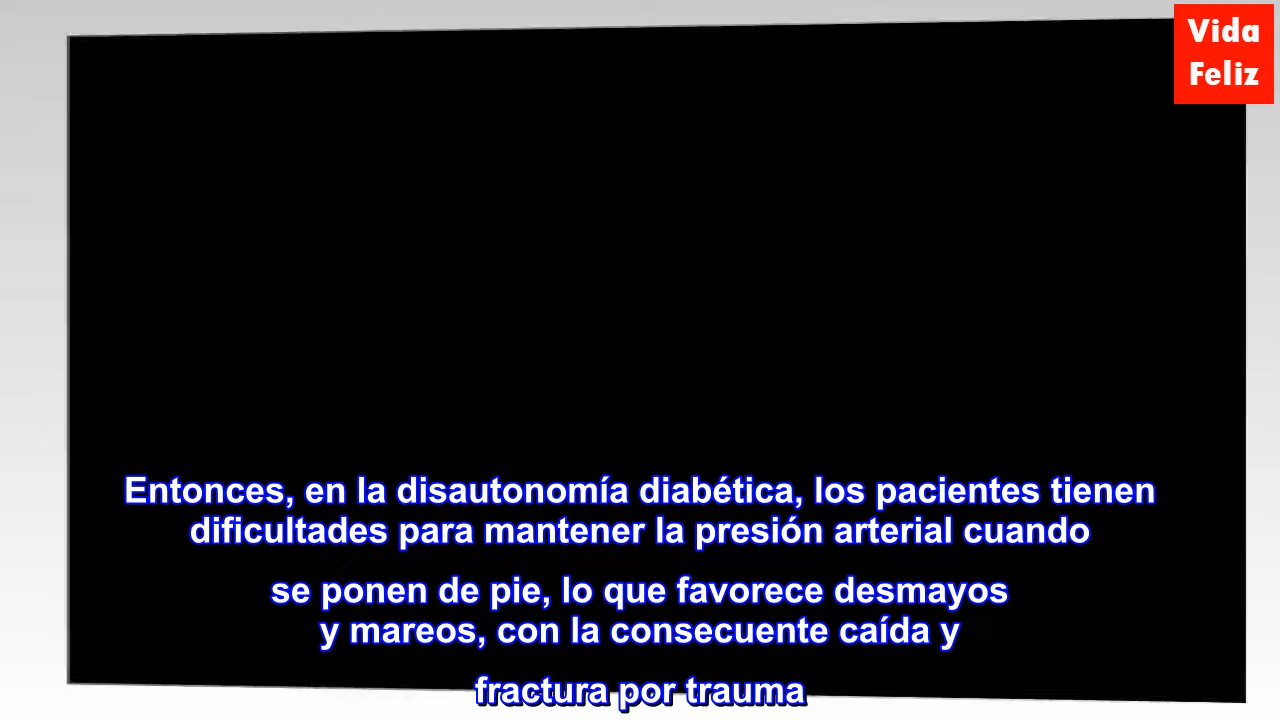 Vida
Feliz
Entonces, en la disautonomía diabética, los pacientes tienen
dificultades para mantener la presión arterial cuando
se ponen de pie, lo que favorece desmayos
y mareos, con la consecuente caída y
fractura por trauma